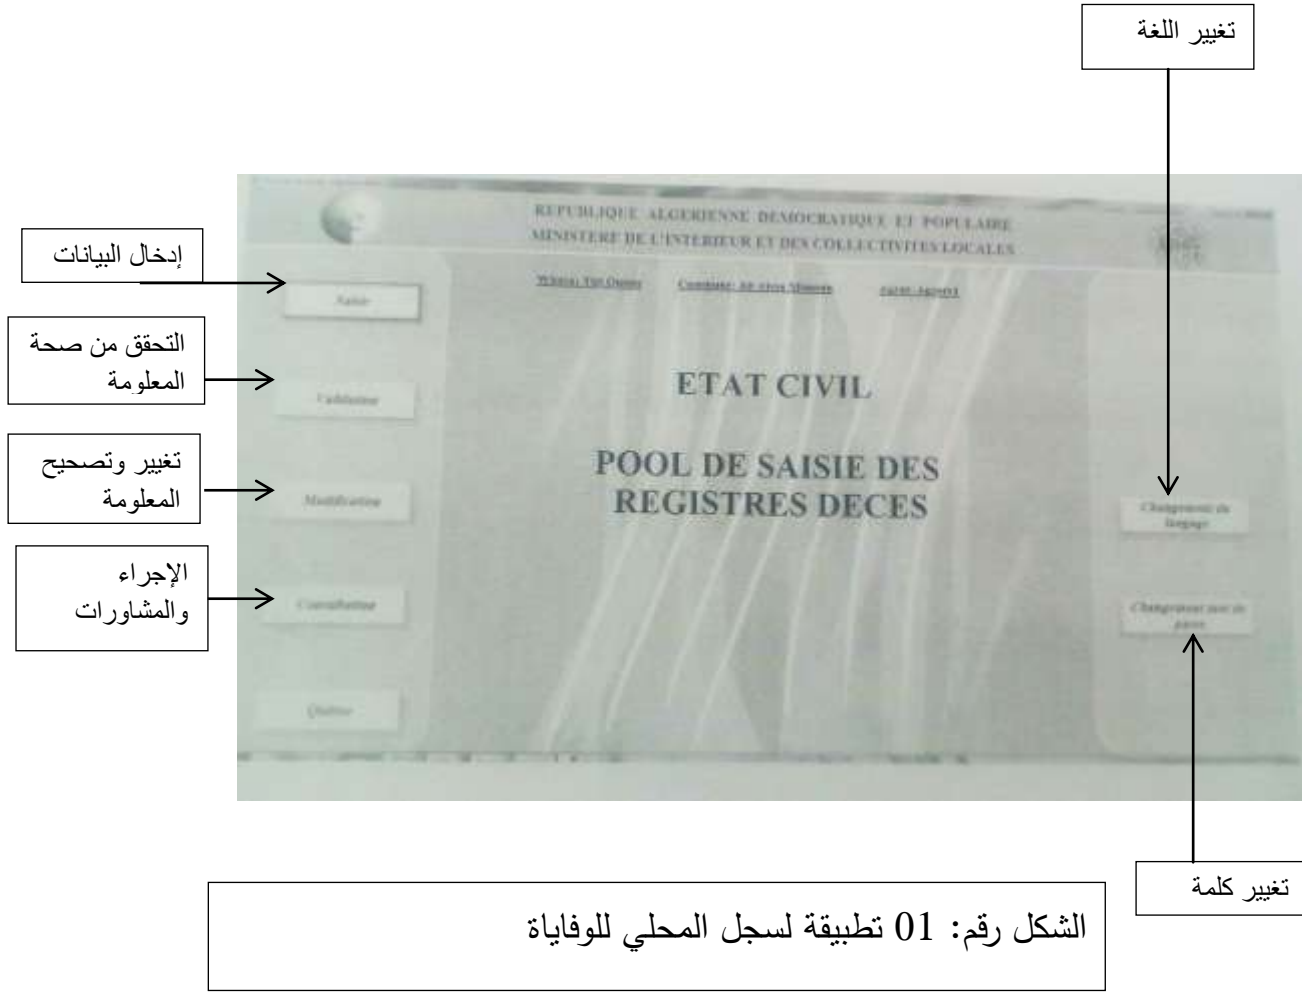 تغيير اللغة
REPUBLIQUE ALGERIENNE DEMOCRATIQUE ET POPULAIRE
MINISTERE DE L'INTERIEUR ET DES COLLECTIVITES LOCALES
إدخال البيانات
Saisir
التحقق من صحة
المعلومة
Validation
ETAT CIVIL
POOL DE SAISIE DES
REGISTRES DECES
تغيير وتصحيح
المعلومة
Modification
Changement de
langage
الإجراء
والمشاورات
Consultation
Changement mot de
passe
Quitter
تغيير كلمة
الشكل رقم: 01 تطبيقة لسجل المحلي للوفاياة